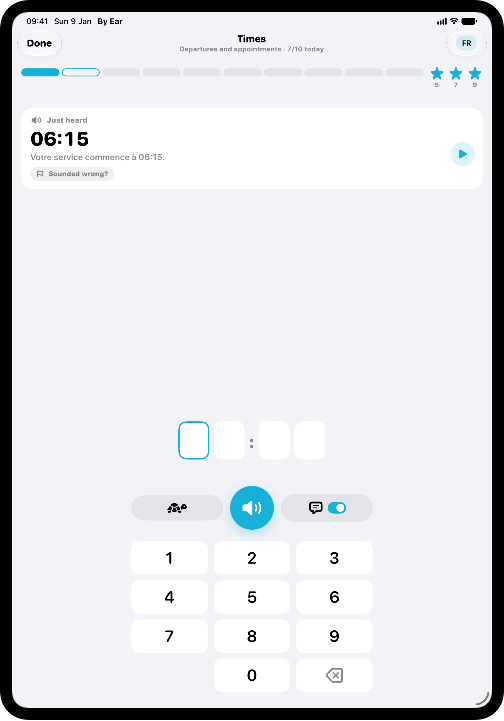 09:41 Sun 9 Jan By Ear
Done
Times
Departures and appointments · 7/10 today
FR
5 7 9
Just heard
06:15
Votre service commence à 06:15.
Sounded wrong?
:
1 2 3
4 5 6
7 8 9
0